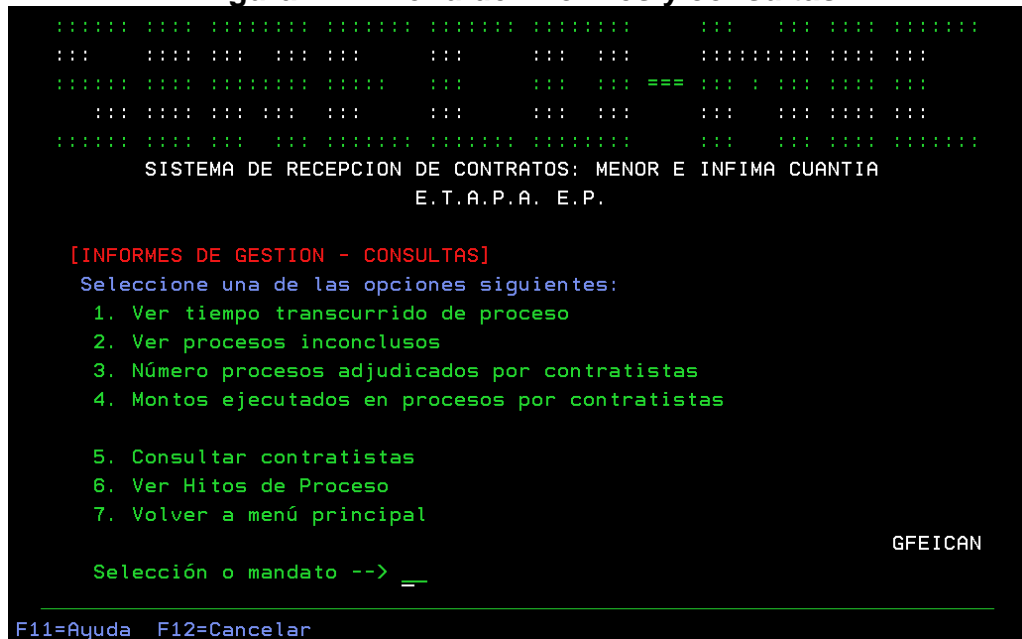 SISTEMA DE RECEPCION DE CONTRATOS: MENOR E INFIMA CUANTIA
E.T.A.P.A. E.P.
[INFORMES DE GESTION - CONSULTAS]
Seleccione una de las opciones siguientes:
1. Ver tiempo transcurrido de proceso
2. Ver procesos inconclusos
3. Número procesos adjudicados por contratistas
4. Montos ejecutados en procesos por contratistas
5. Consultar contratistas
6. Ver Hitos de Proceso
7. Volver a menú principal
GFEICAN
Selección o mandato --> __
F11=Ayuda F12=Cancelar